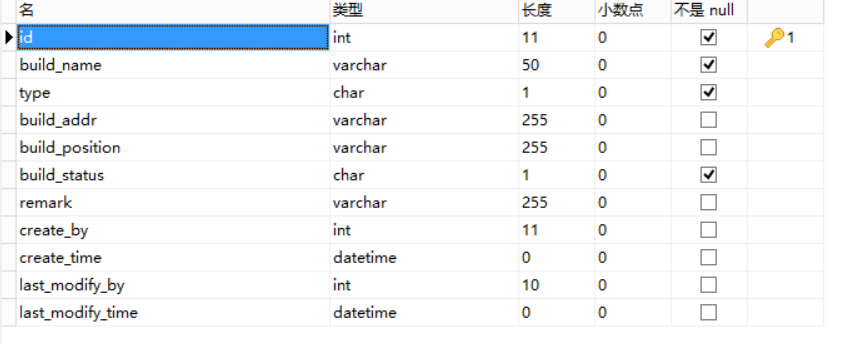 名 类型 长度 小数点 不是 null
id int 11 0 1
build_name varchar 50 0
type char 1 0
build_addr varchar 255 0
build_position varchar 255 0
build_status char 1 0
remark varchar 255 0
create_by int 11 0
create_time datetime 0 0
last_modify_by int 10 0
last_modify_time datetime 0 0